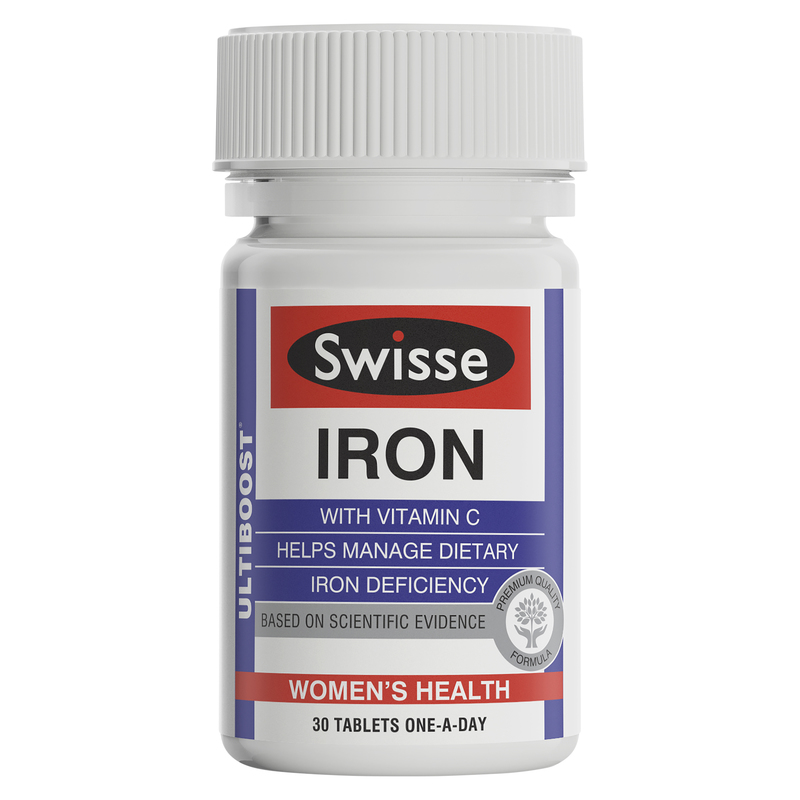 Swisse
ULTIBOOST®
IRON
WITH VITAMIN C
HELPS MANAGE DIETARY
IRON DEFICIENCY
BASED ON SCIENTIFIC EVIDENCE
PREMIUM QUALITY
FORMULA
WOMEN'S HEALTH
30 TABLETS ONE-A-DAY